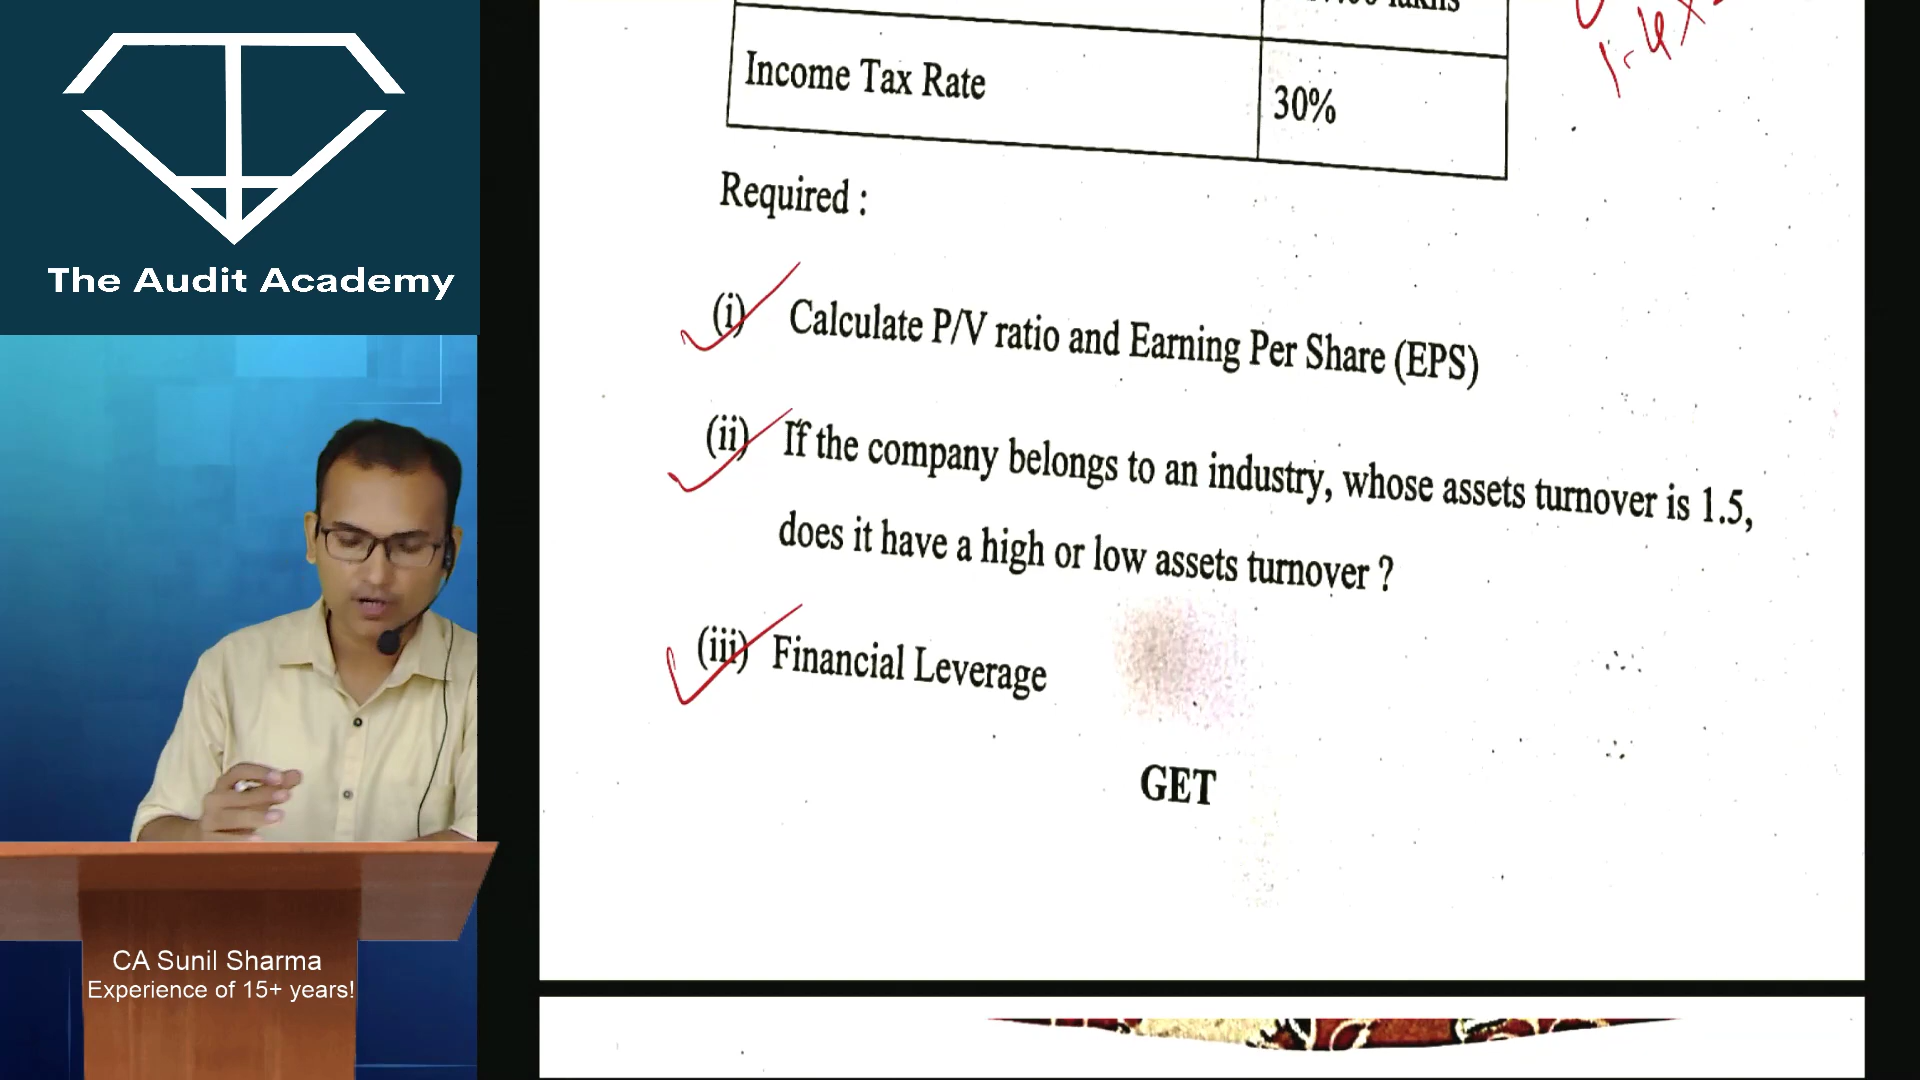 The Audit Academy
lakhs
Income Tax Rate
30%
Required :
(i) Calculate P/V ratio and Earning Per Share (EPS)
(ii) If the company belongs to an industry, whose assets turnover is 1.5,
does it have a high or low assets turnover ?
(iii) Financial Leverage
GET
CA Sunil Sharma
Experience of 15+ years!